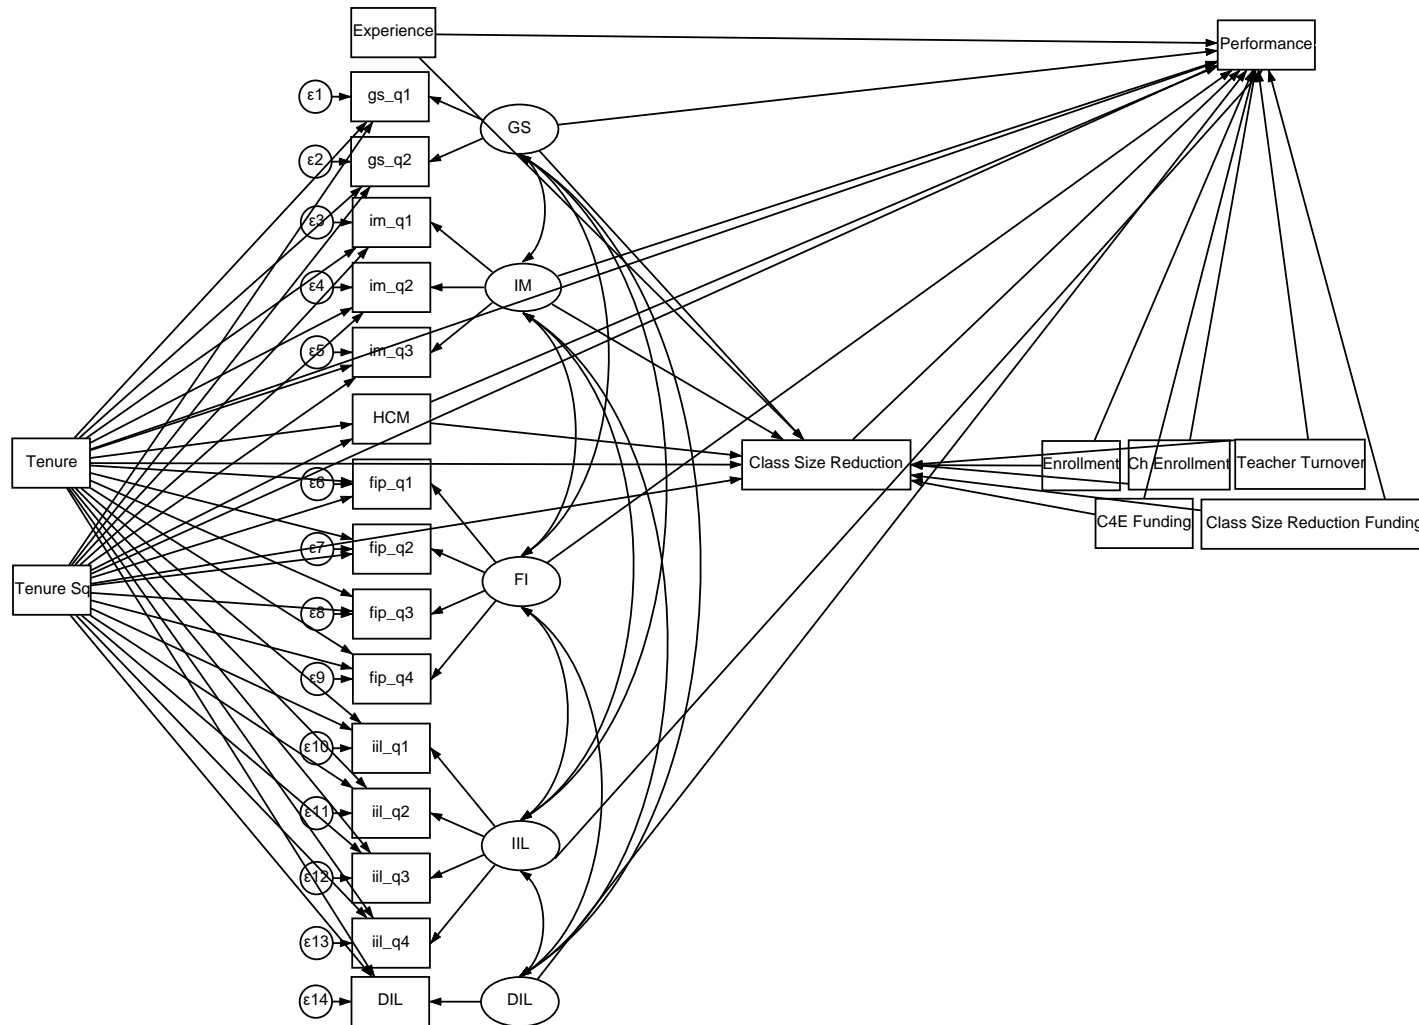 Experience
Performance
ε1
gs_q1
GS
ε2
gs_q2
ε3
im_q1
ε4
im_q2
IM
ε5
im_q3
HCM
Tenure
Class Size Reduction
Enrollment
Ch Enrollment
Teacher Turnover
ε6
fip_q1
C4E Funding
Class Size Reduction Funding
ε7
fip_q2
FI
Tenure Sq
ε8
fip_q3
ε9
fip_q4
ε10
iil_q1
ε11
iil_q2
IIL
ε12
iil_q3
ε13
iil_q4
ε14
DIL
DIL